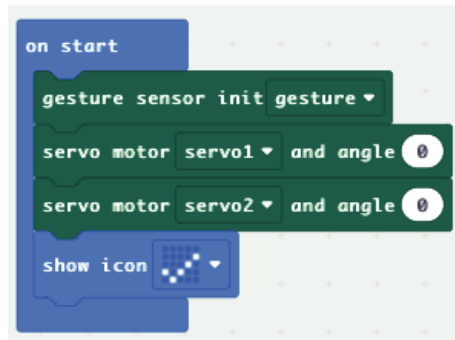 on start
gesture sensor init gesture
servo motor servo1 and angle 0
servo motor servo2 and angle 0
show icon